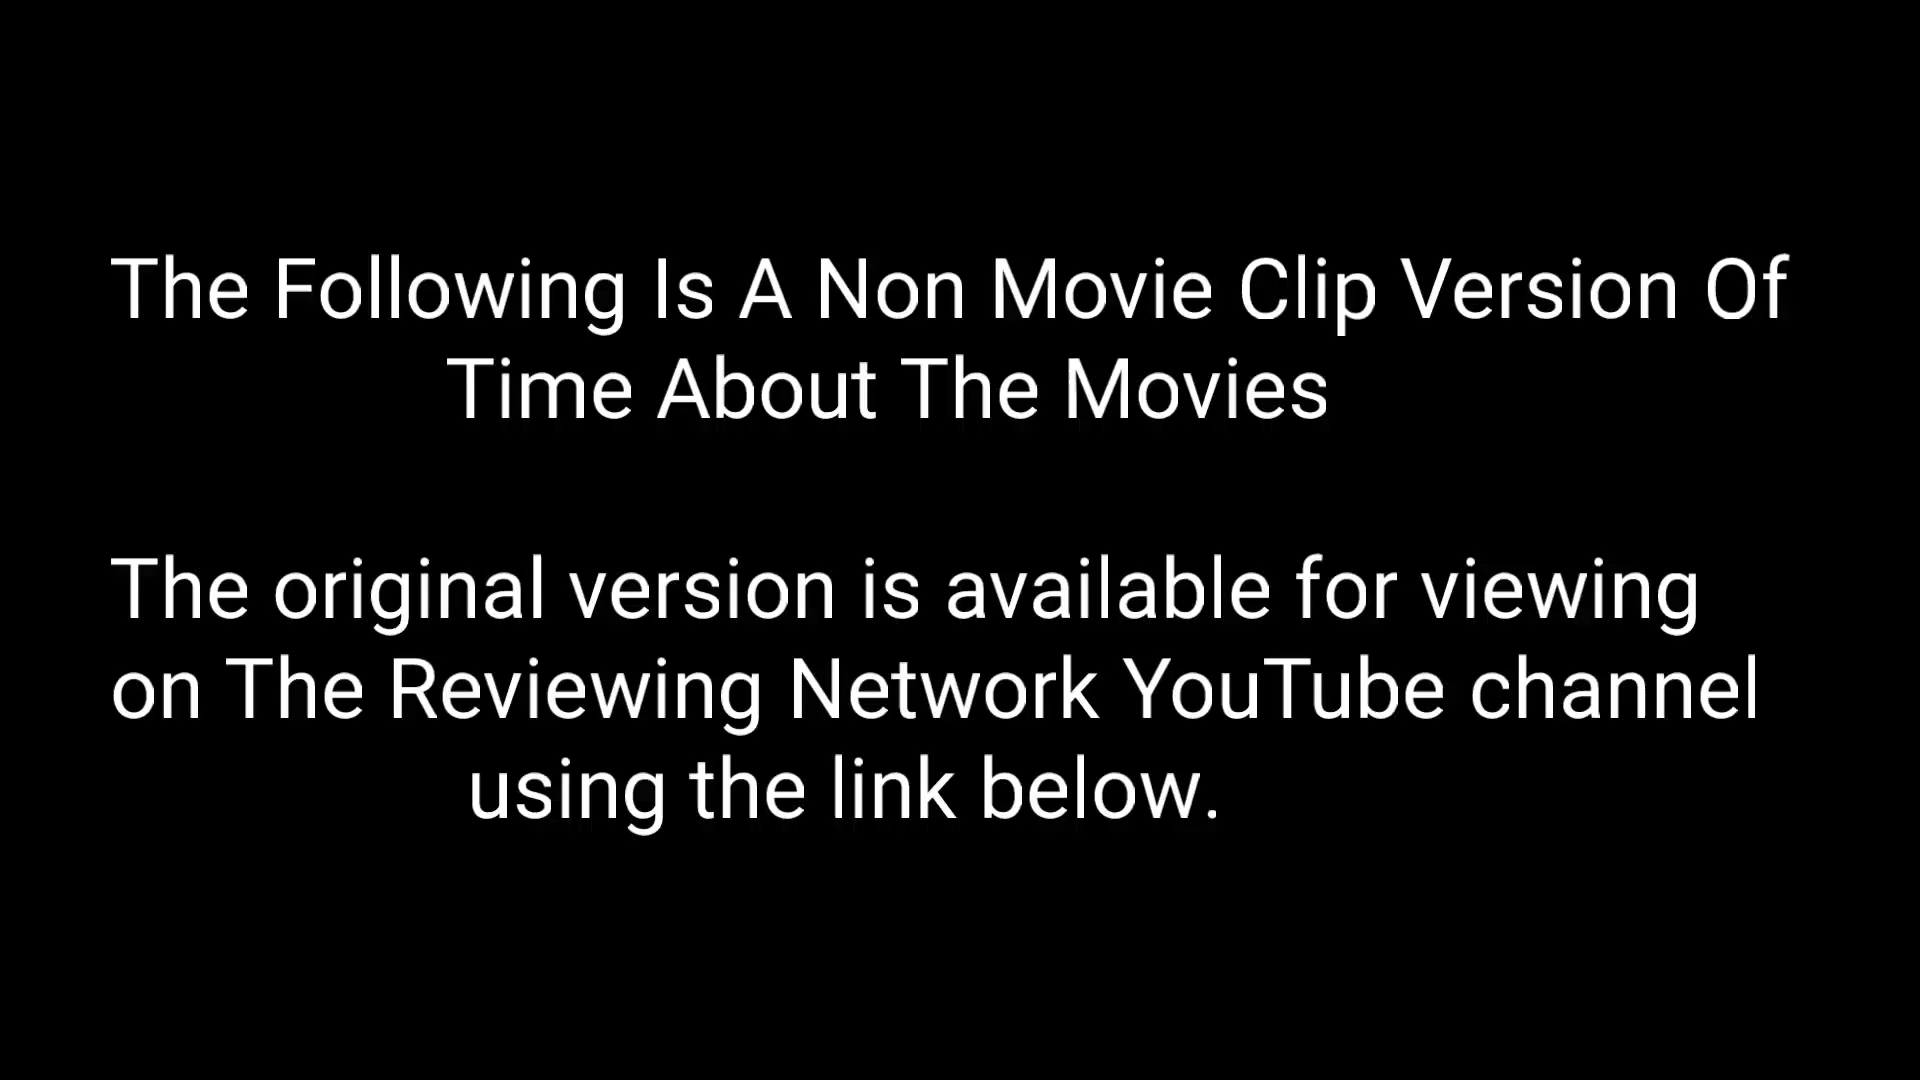 The Following Is A Non Movie Clip Version Of
Time About The Movies
The original version is available for viewing
on The Reviewing Network YouTube channel
using the link below.